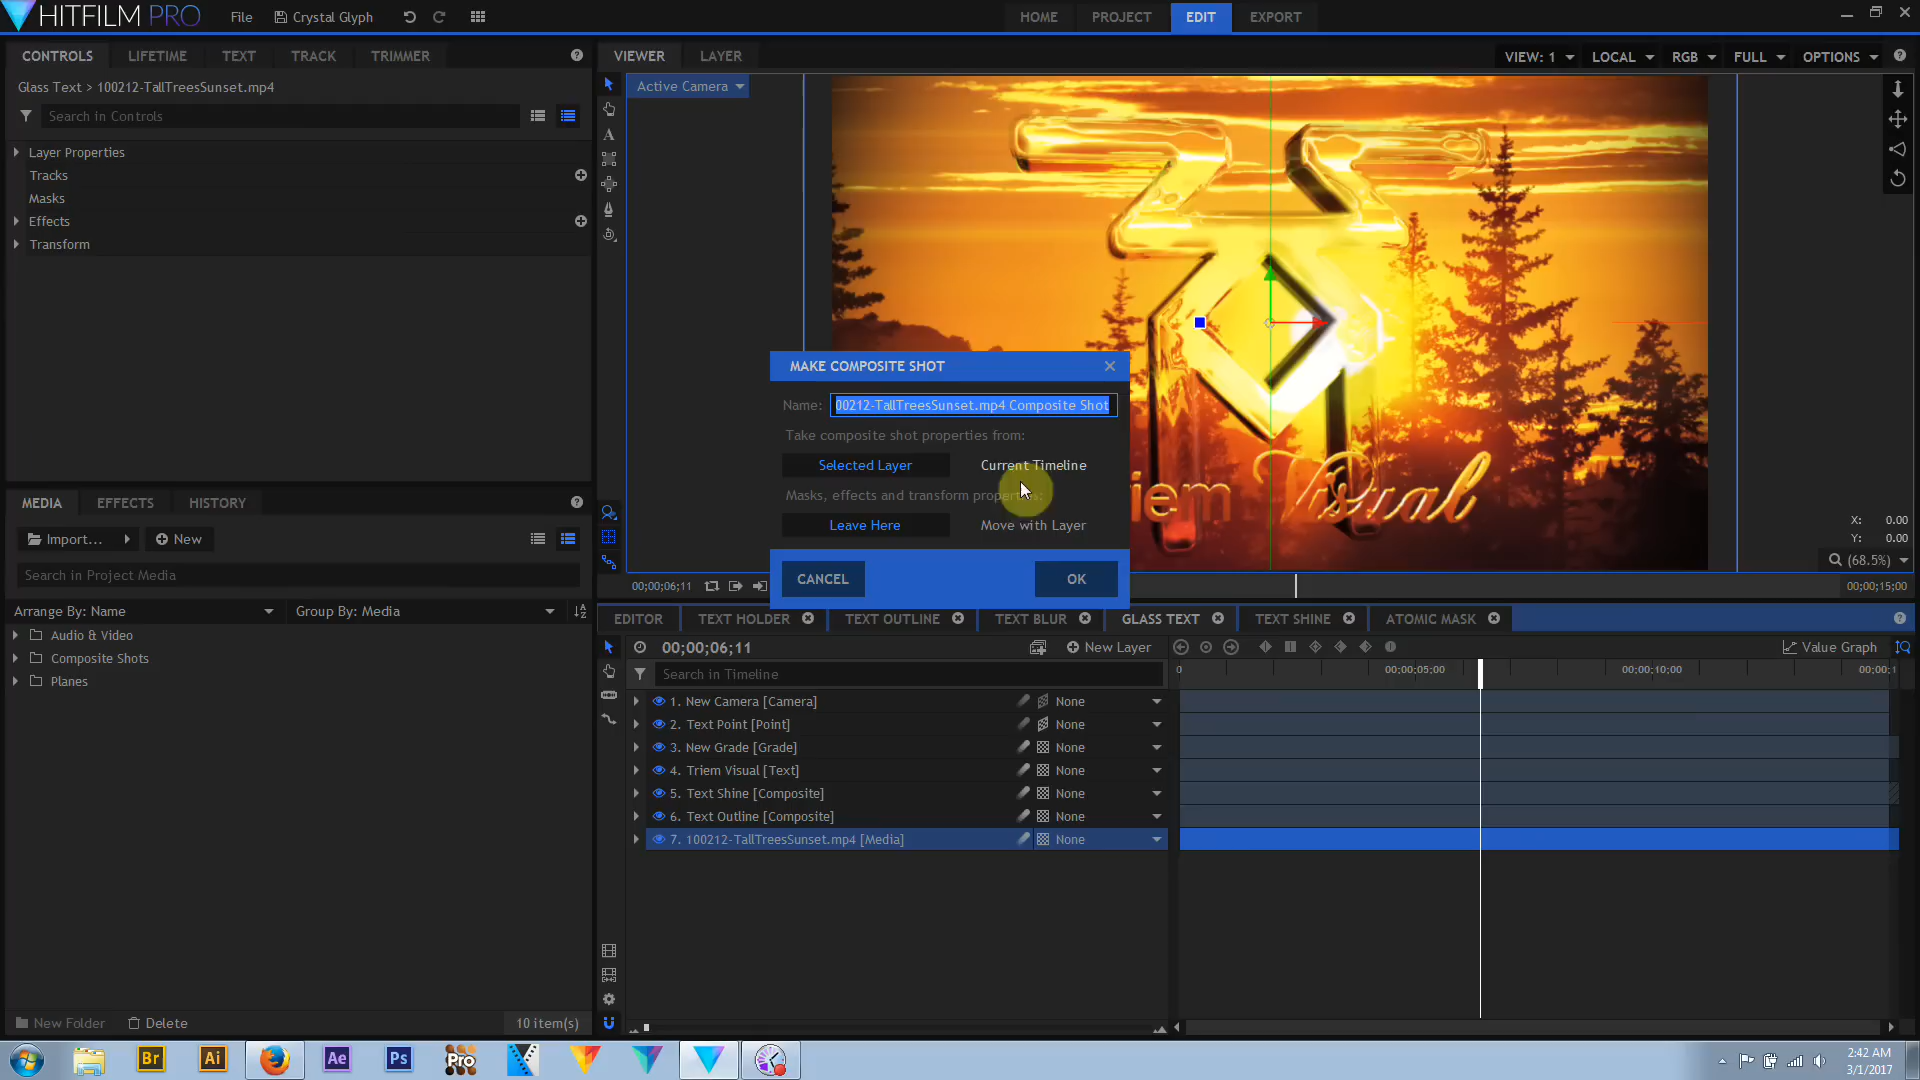 HITFILM PRO
File
Crystal Glyph
HOME
PROJECT
EDIT
EXPORT
CONTROLS
LIFETIME
TEXT
TRACK
TRIMMER
VIEWER
LAYER
VIEW: 1
LOCAL
RGB
FULL
OPTIONS
Glass Text > 100212-TallTreesSunset.mp4
Active Camera
Search in Controls
Layer Properties
Tracks
Masks
Effects
Transform
MAKE COMPOSITE SHOT
Name: 00212-TallTreesSunset.mp4 Composite Shot
Take composite shot properties from:
Selected Layer
Current Timeline
Masks, effects and transform properties:
Leave Here
Move with Layer
CANCEL
OK
iem Visual
X: 0.00
Y: 0.00
(68.5%)
MEDIA
EFFECTS
HISTORY
Import...
New
Search in Project Media
Arrange By: Name
Group By: Media
Audio & Video
Composite Shots
Planes
New Folder
Delete
10 item(s)
00;00;06;11
00;00;15;00
EDITOR
TEXT HOLDER
TEXT OUTLINE
TEXT BLUR
GLASS TEXT
TEXT SHINE
ATOMIC MASK
00;00;06;11
New Layer
Value Graph
Search in Timeline
0
00;00;05;00
00;00;10;00
00;00;1
1. New Camera [Camera] None
2. Text Point [Point] None
3. New Grade [Grade] None
4. Triem Visual [Text] None
5. Text Shine [Composite] None
6. Text Outline [Composite] None
7. 100212-TallTreesSunset.mp4 [Media] None
Br
Ai
Ae
Ps
Pro
2:42 AM
3/1/2017